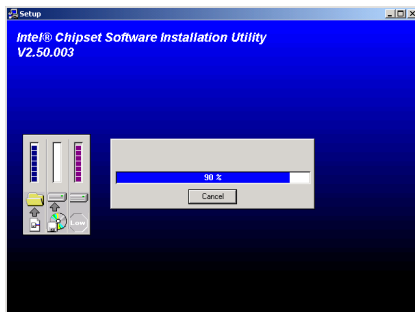 Setup
Intel® Chipset Software Installation Utility
V2.50.003
90 %
Cancel
Low